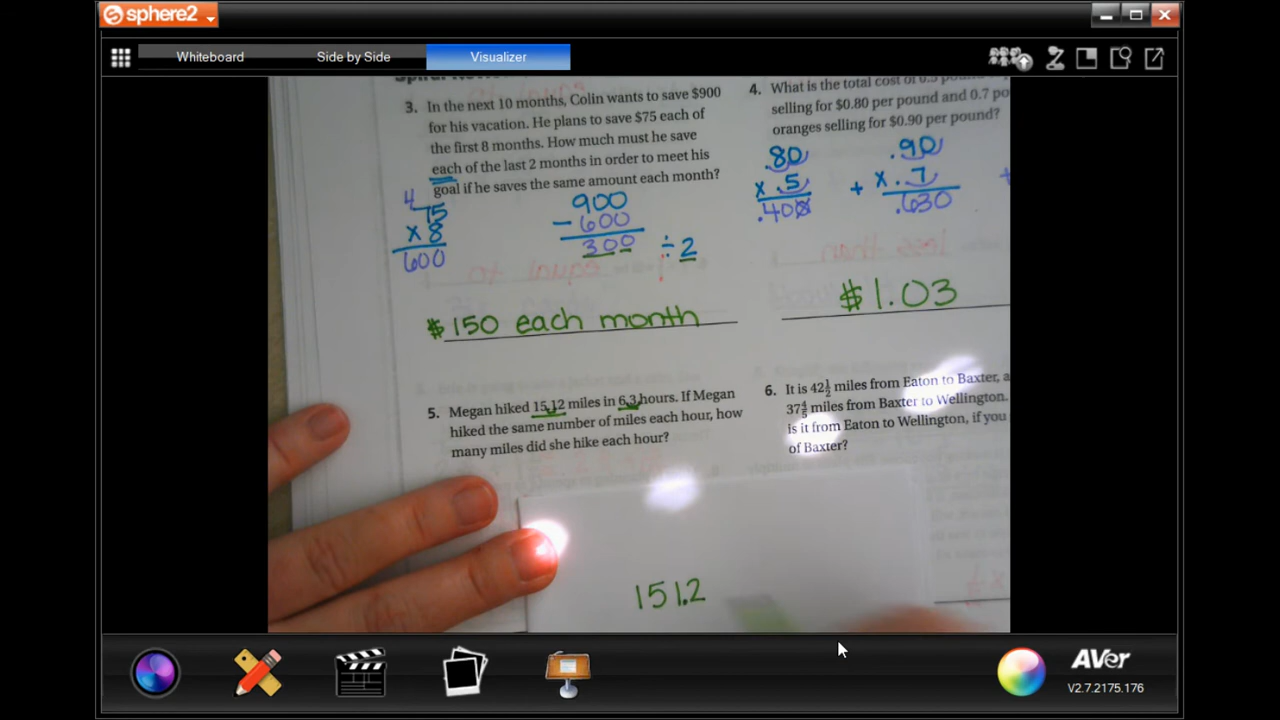 sphere2
Whiteboard Side by Side Visualizer
3. In the next 10 months, Colin wants to save $900
for his vacation. He plans to save $75 each of
the first 8 months. How much must he save
each of the last 2 months in order to meet his
goal if he saves the same amount each month?
4
75
x 8
600
900
- 600
300 ÷ 2
$150 each month
4. What is the total cost of
selling for $0.80 per pound and 0.7
oranges selling for $0.90 per pound?
.80
x .5
.400
+
.90
x .7
.630
+
$1.03
5. Megan hiked 15.12 miles in 6.3 hours. If Megan
hiked the same number of miles each hour, how
many miles did she hike each hour?
151.2
6. It is 42 1/2 miles from Eaton to Baxter,
37 4/5 miles from Baxter to Wellington.
is it from Eaton to Wellington, if you
of Baxter?
AVer
V2.7.2175.176